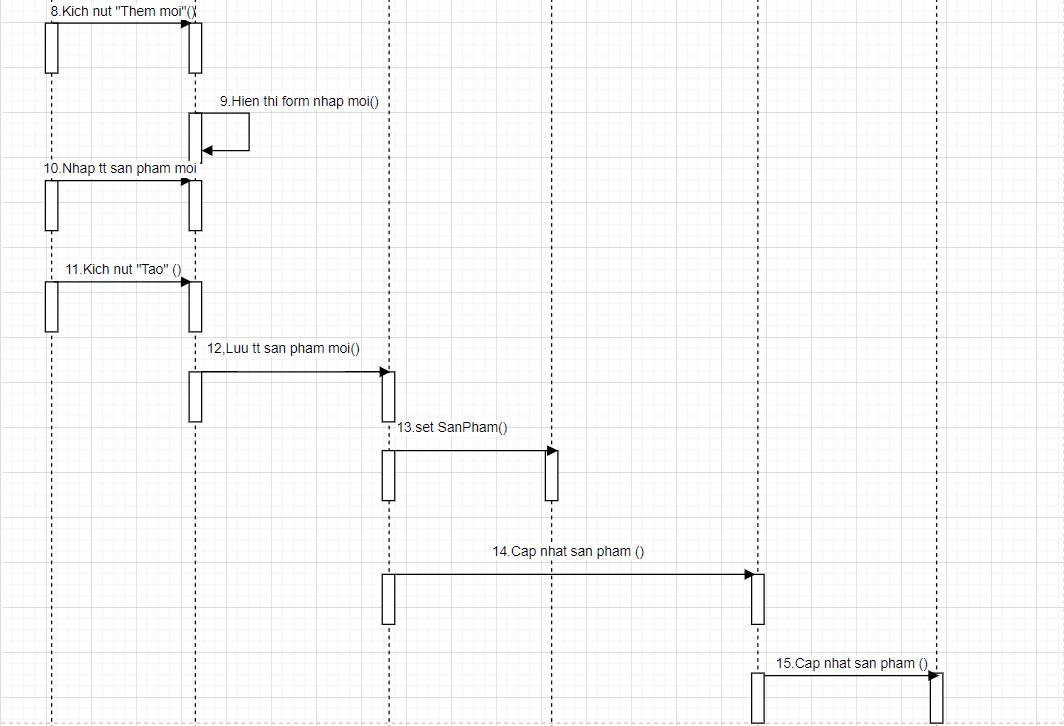 8.Kich nut "Them moi"()
9.Hien thi form nhap moi()
10.Nhap tt san pham moi
11.Kich nut "Tao" ()
12,Luu tt san pham moi()
13.set SanPham()
14.Cap nhat san pham ()
15.Cap nhat san pham ()